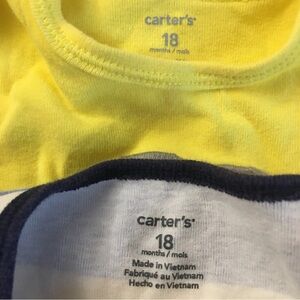 carter's
18
months / mois
carter's
18
months / mois
Made in Vietnam
Fabriqué au Vietnam
Hecho en Vietnam